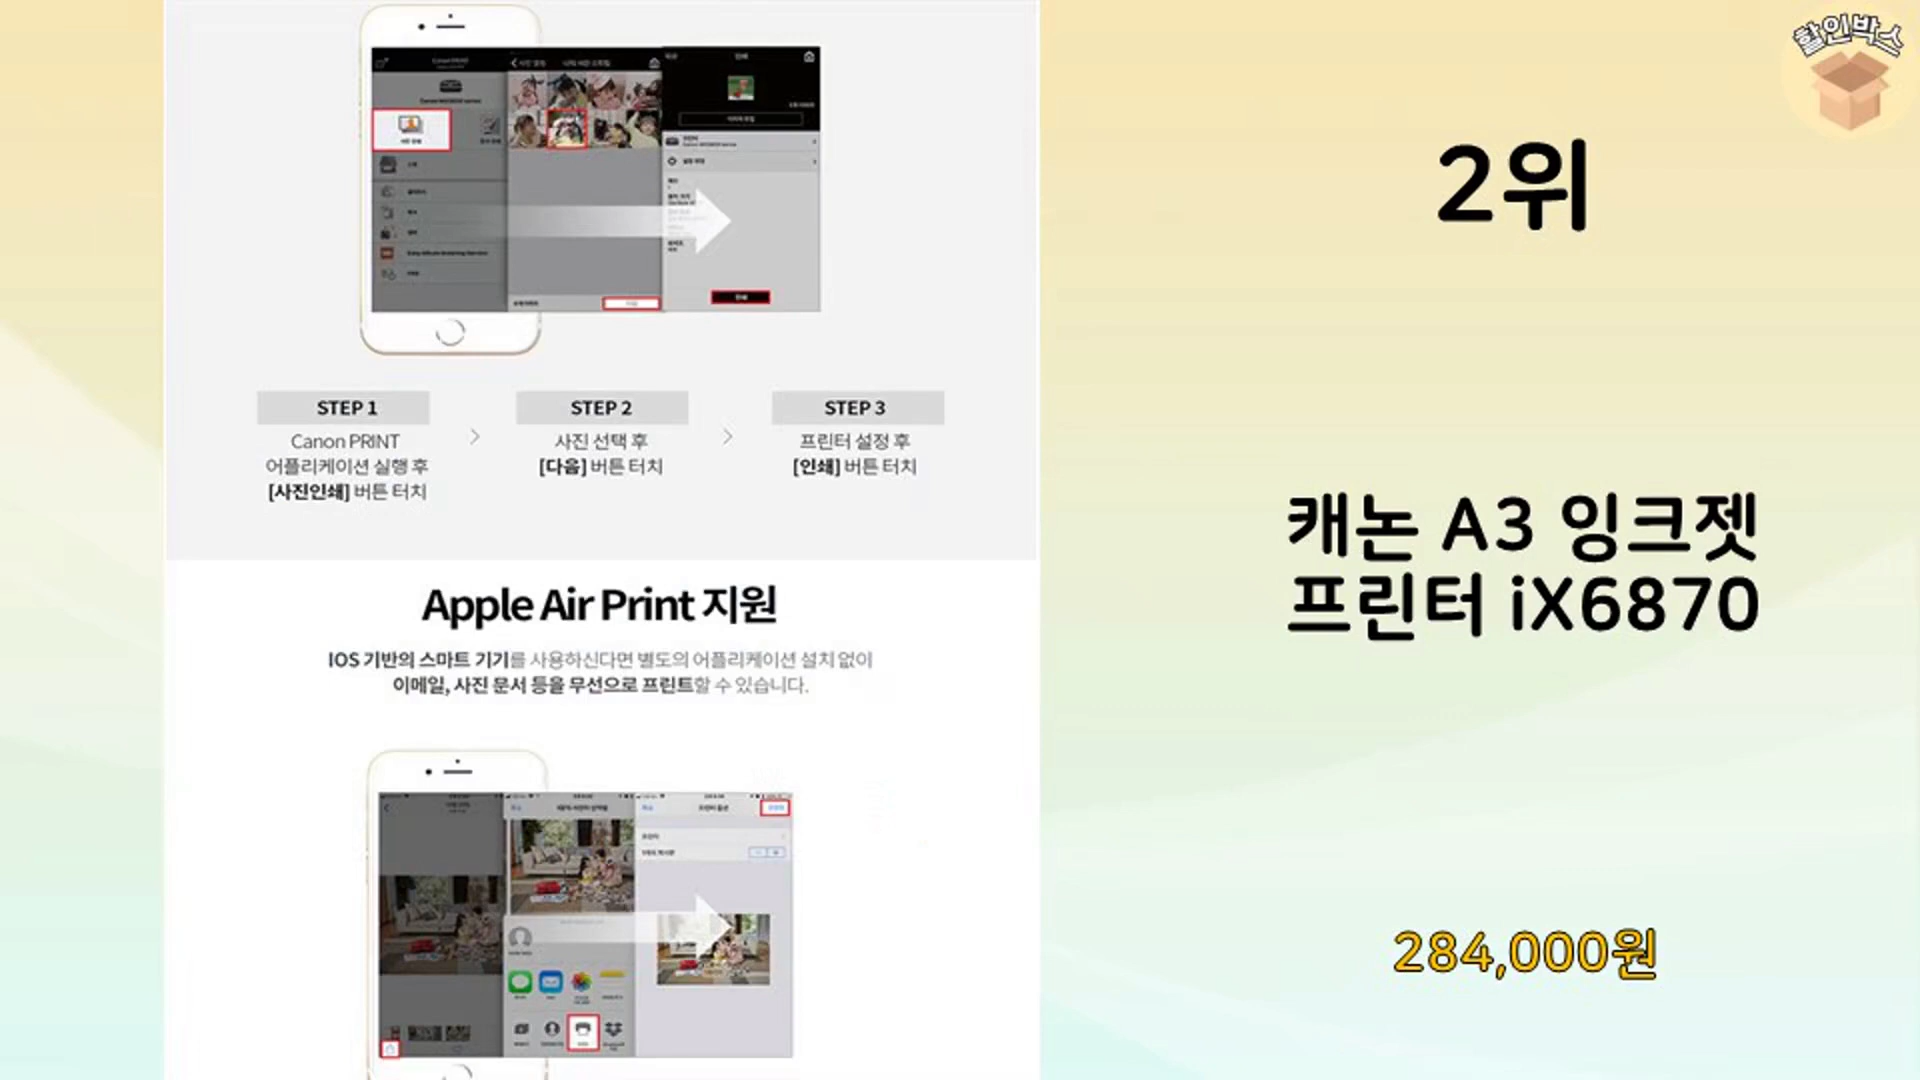 할인박스
2위
캐논 A3 잉크젯
프린터 iX6870
284,000원
Canon PRINT
STEP 1
Canon PRINT
어플리케이션 실행 후
[사진인쇄] 버튼 터치
STEP 2
사진 선택 후
[다음] 버튼 터치
STEP 3
프린터 설정 후
[인쇄] 버튼 터치
Apple Air Print 지원
IOS 기반의 스마트 기기를 사용하신다면 별도의 어플리케이션 설치 없이
이메일, 사진 문서 등을 무선으로 프린트할 수 있습니다.